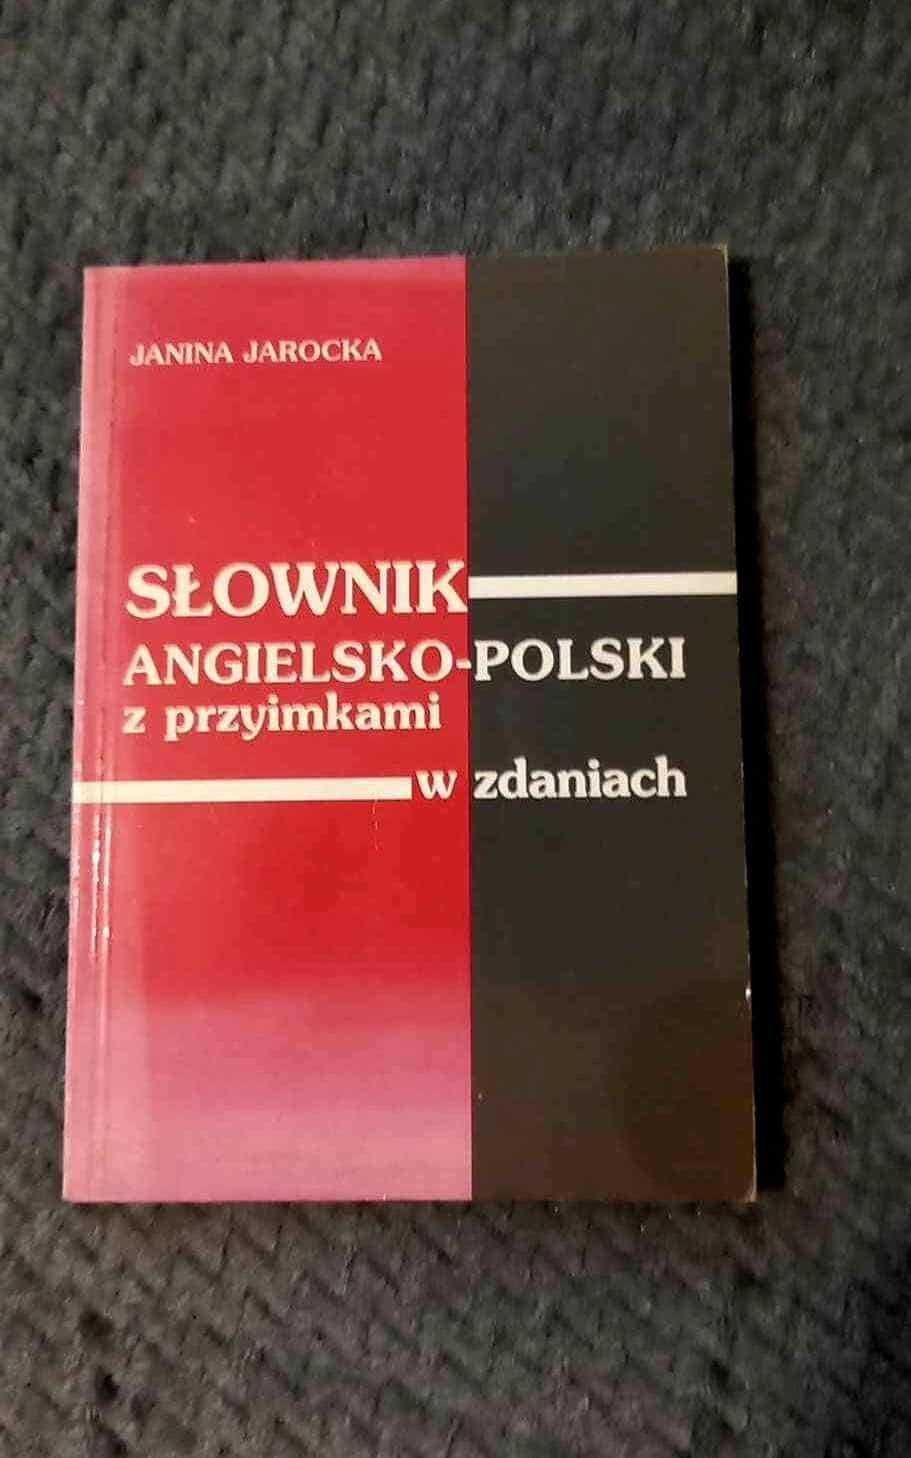 JANINA JAROCKA
SŁOWNIK
ANGIELSKO-POLSKI
z przyimkami
w zdaniach